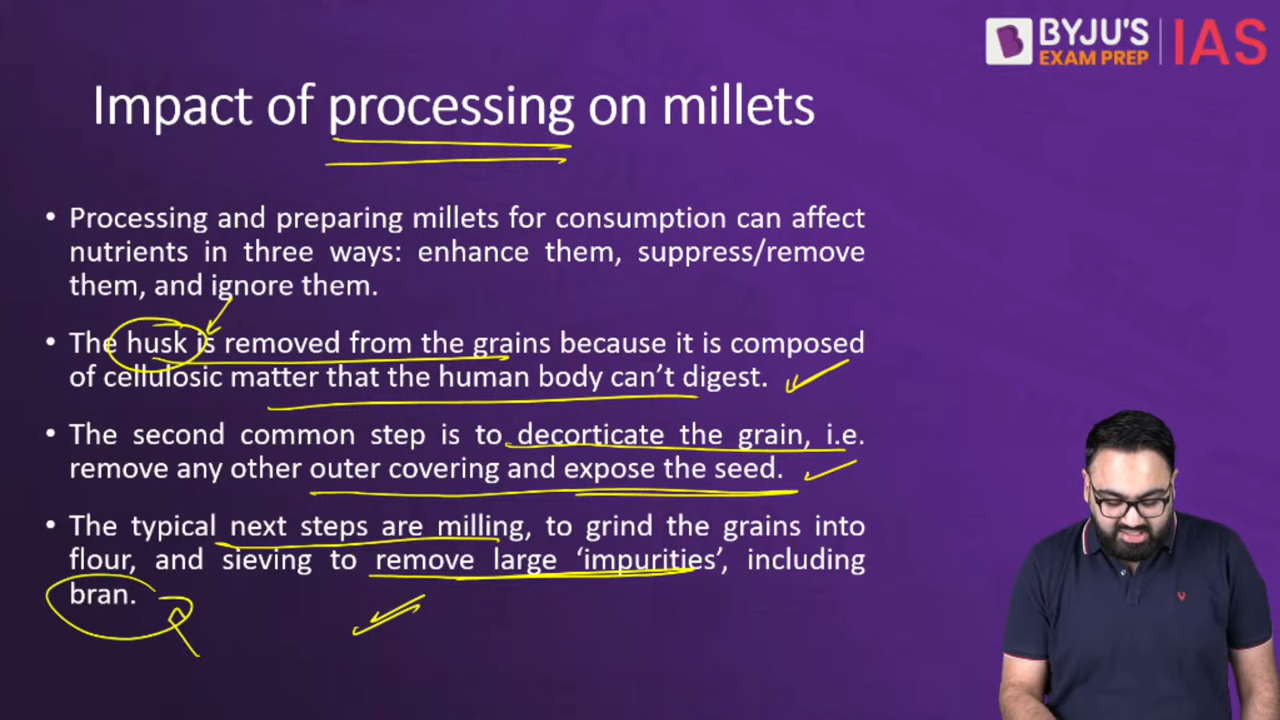 BYJU'S
EXAM PREP
IAS
Impact of processing on millets
• Processing and preparing millets for consumption can affect
nutrients in three ways: enhance them, suppress/remove
them, and ignore them.
• The husk is removed from the grains because it is composed
of cellulosic matter that the human body can't digest.
• The second common step is to decorticate the grain, i.e.
remove any other outer covering and expose the seed.
• The typical next steps are milling, to grind the grains into
flour, and sieving to remove large ‘impurities’, including
bran.